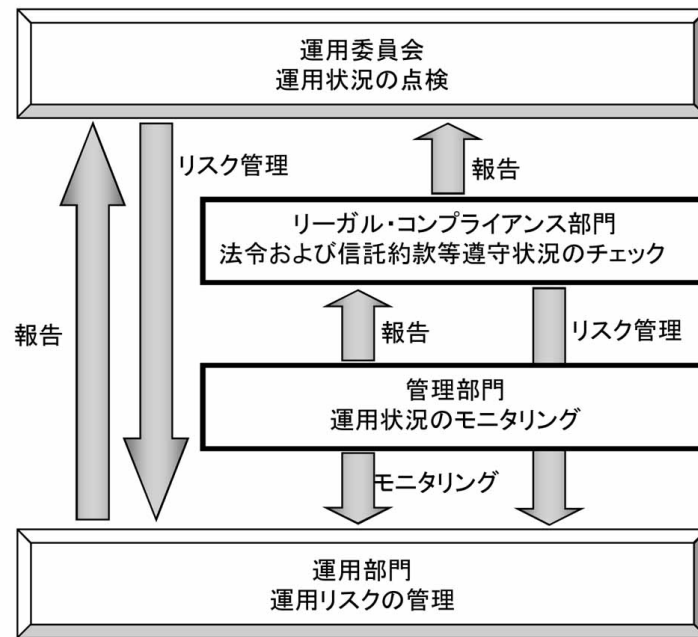 運用委員会
運用状況の点検
リスク管理
報告
リーガル・コンプライアンス部門
法令および信託約款等遵守状況のチェック
報告
報告
リスク管理
管理部門
運用状況のモニタリング
モニタリング
運用部門
運用リスクの管理